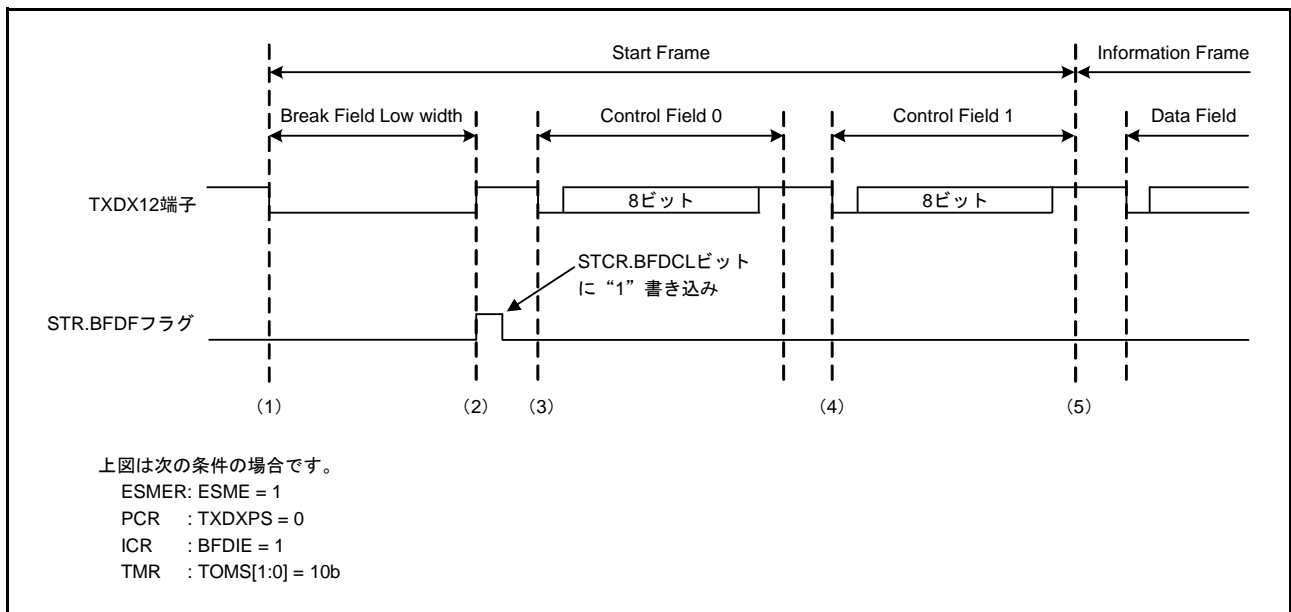 Start Frame
Information Frame
Break Field Low width
Control Field 0
Control Field 1
Data Field
TXDX12端子
8ビット
8ビット
STCR.BFDCLビット
に“1”書き込み
STR.BFDFフラグ
（1）
（2）
（3）
（4）
（5）
上図は次の条件の場合です。
ESMER: ESME = 1
PCR : TXDXPS = 0
ICR : BFDIE = 1
TMR : TOMS[1:0] = 10b